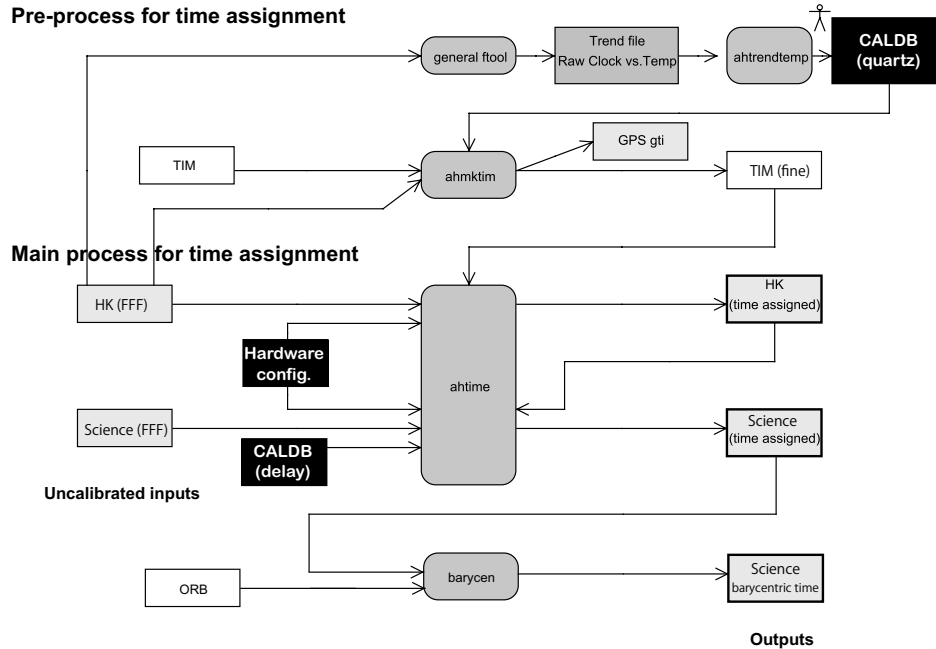 Pre-process for time assignment
general ftool
Trend file
Raw Clock vs.Temp
ahtrendtemp
CALDB
(quartz)
TIM
ahmktim
GPS gti
TIM (fine)
Main process for time assignment
HK (FFF)
Hardware
config.
ahtime
HK
(time assigned)
Science (FFF)
CALDB
(delay)
Science
(time assigned)
Uncalibrated inputs
ORB
barycen
Science
barycentric time
Outputs